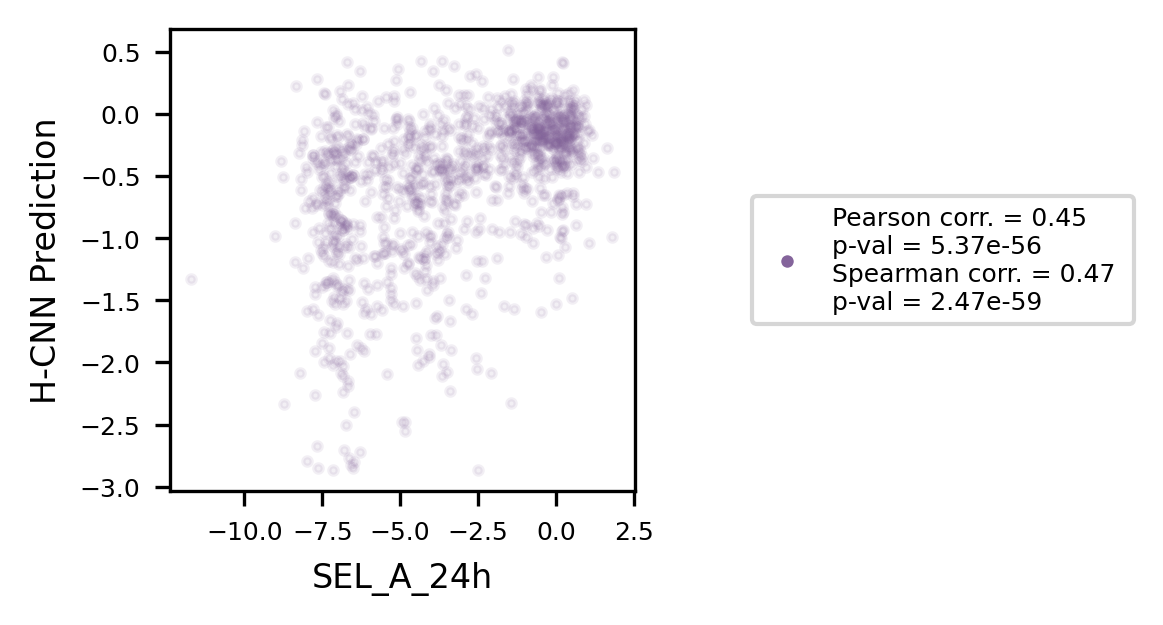 H-CNN Prediction
0.5
0.0
−0.5
−1.0
−1.5
−2.0
−2.5
−3.0
−10.0 −7.5 −5.0 −2.5 0.0 2.5
SEL_A_24h
Pearson corr. = 0.45
p-val = 5.37e-56
Spearman corr. = 0.47
p-val = 2.47e-59